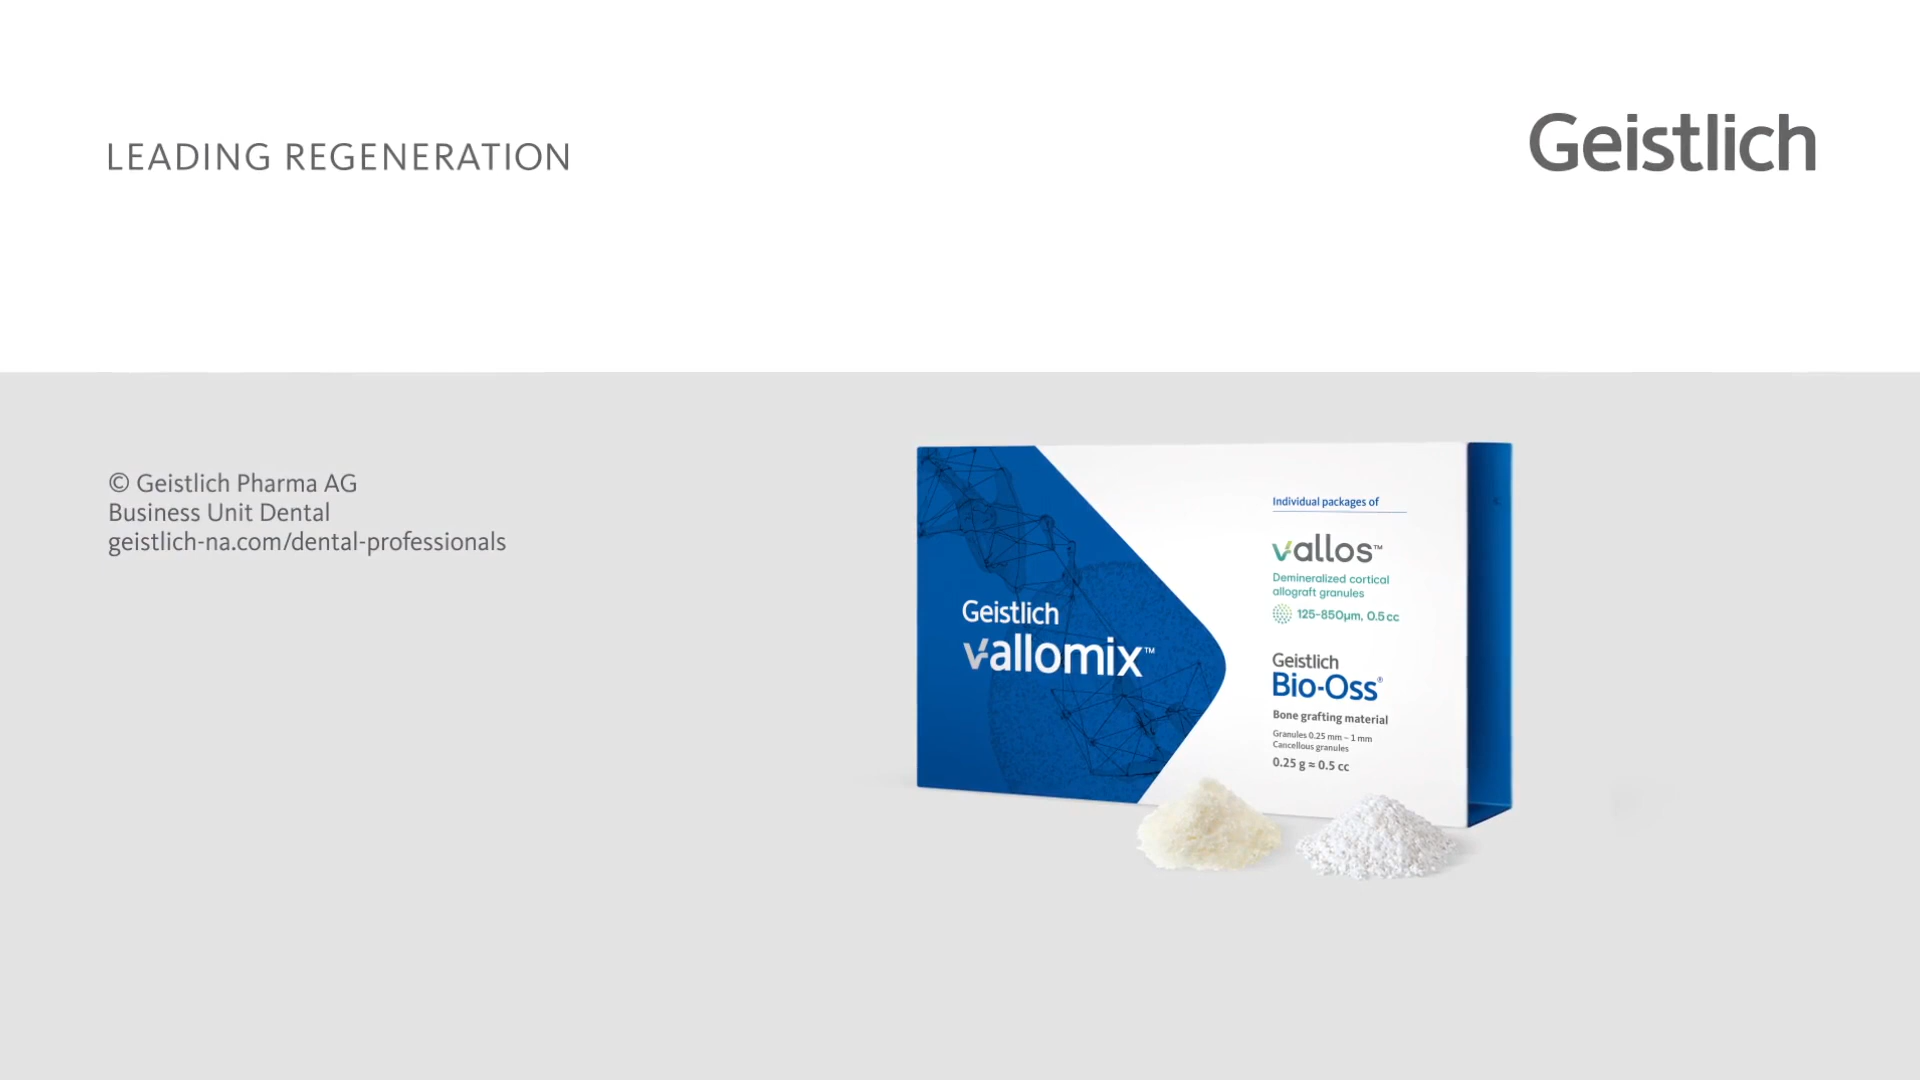 LEADING REGENERATION
Geistlich
© Geistlich Pharma AG
Business Unit Dental
geistlich-na.com/dental-professionals
Geistlich
vallomix™
Individual packages of
vallos™
Demineralized cortical
allograft granules
125-850µm, 0.5 cc
Geistlich
Bio-Oss®
Bone grafting material
Granules 0.25 mm – 1 mm
Cancellous granules
0.25 g ≈ 0.5 cc